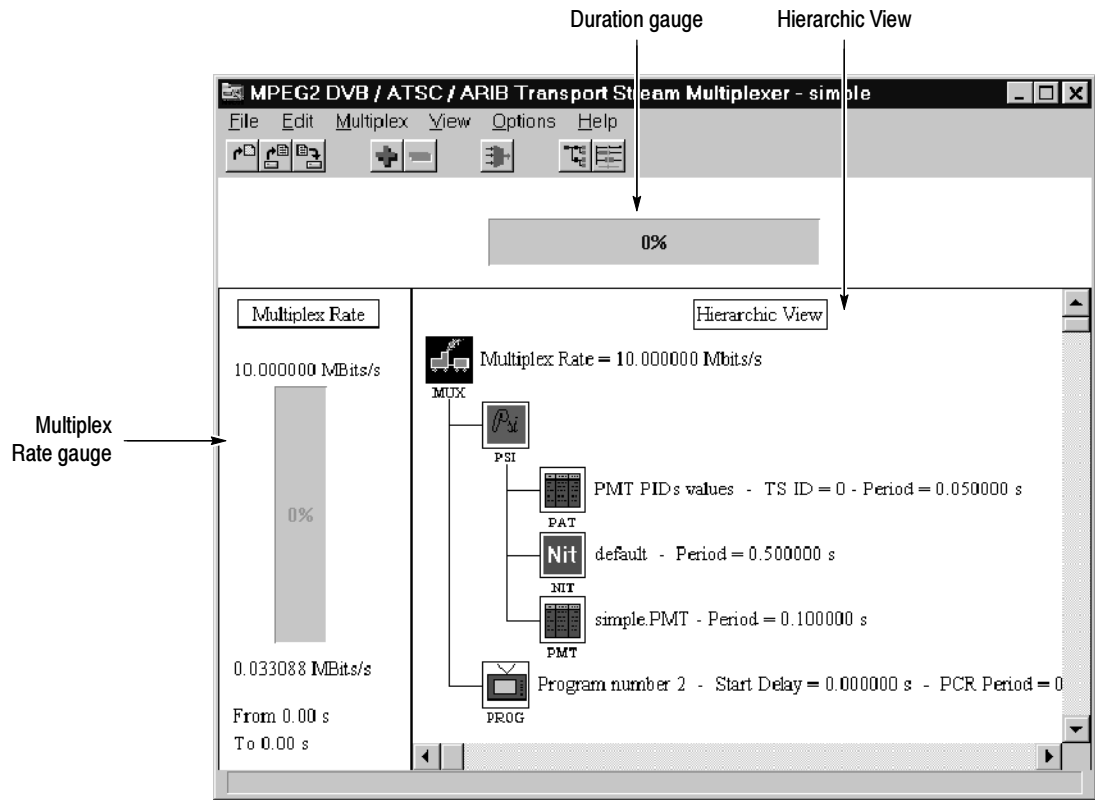 Duration gauge
Hierarchic View
MPEG2 DVB / ATSC / ARIB Transport Stream Multiplexer - simple
File Edit Multiplex View Options Help
0%
Multiplex Rate
Hierarchic View
10.000000 MBits/s
MUX
Multiplex Rate = 10.000000 Mbits/s
Psi
PSI
Multiplex
Rate gauge
0%
PAT
PMT PIDs values - TS ID = 0 - Period = 0.050000 s
Nit
NIT
default - Period = 0.500000 s
PMT
simple.PMT - Period = 0.100000 s
0.033088 MBits/s
PROG
Program number 2 - Start Delay = 0.000000 s - PCR Period = 0
From 0.00 s
To 0.00 s